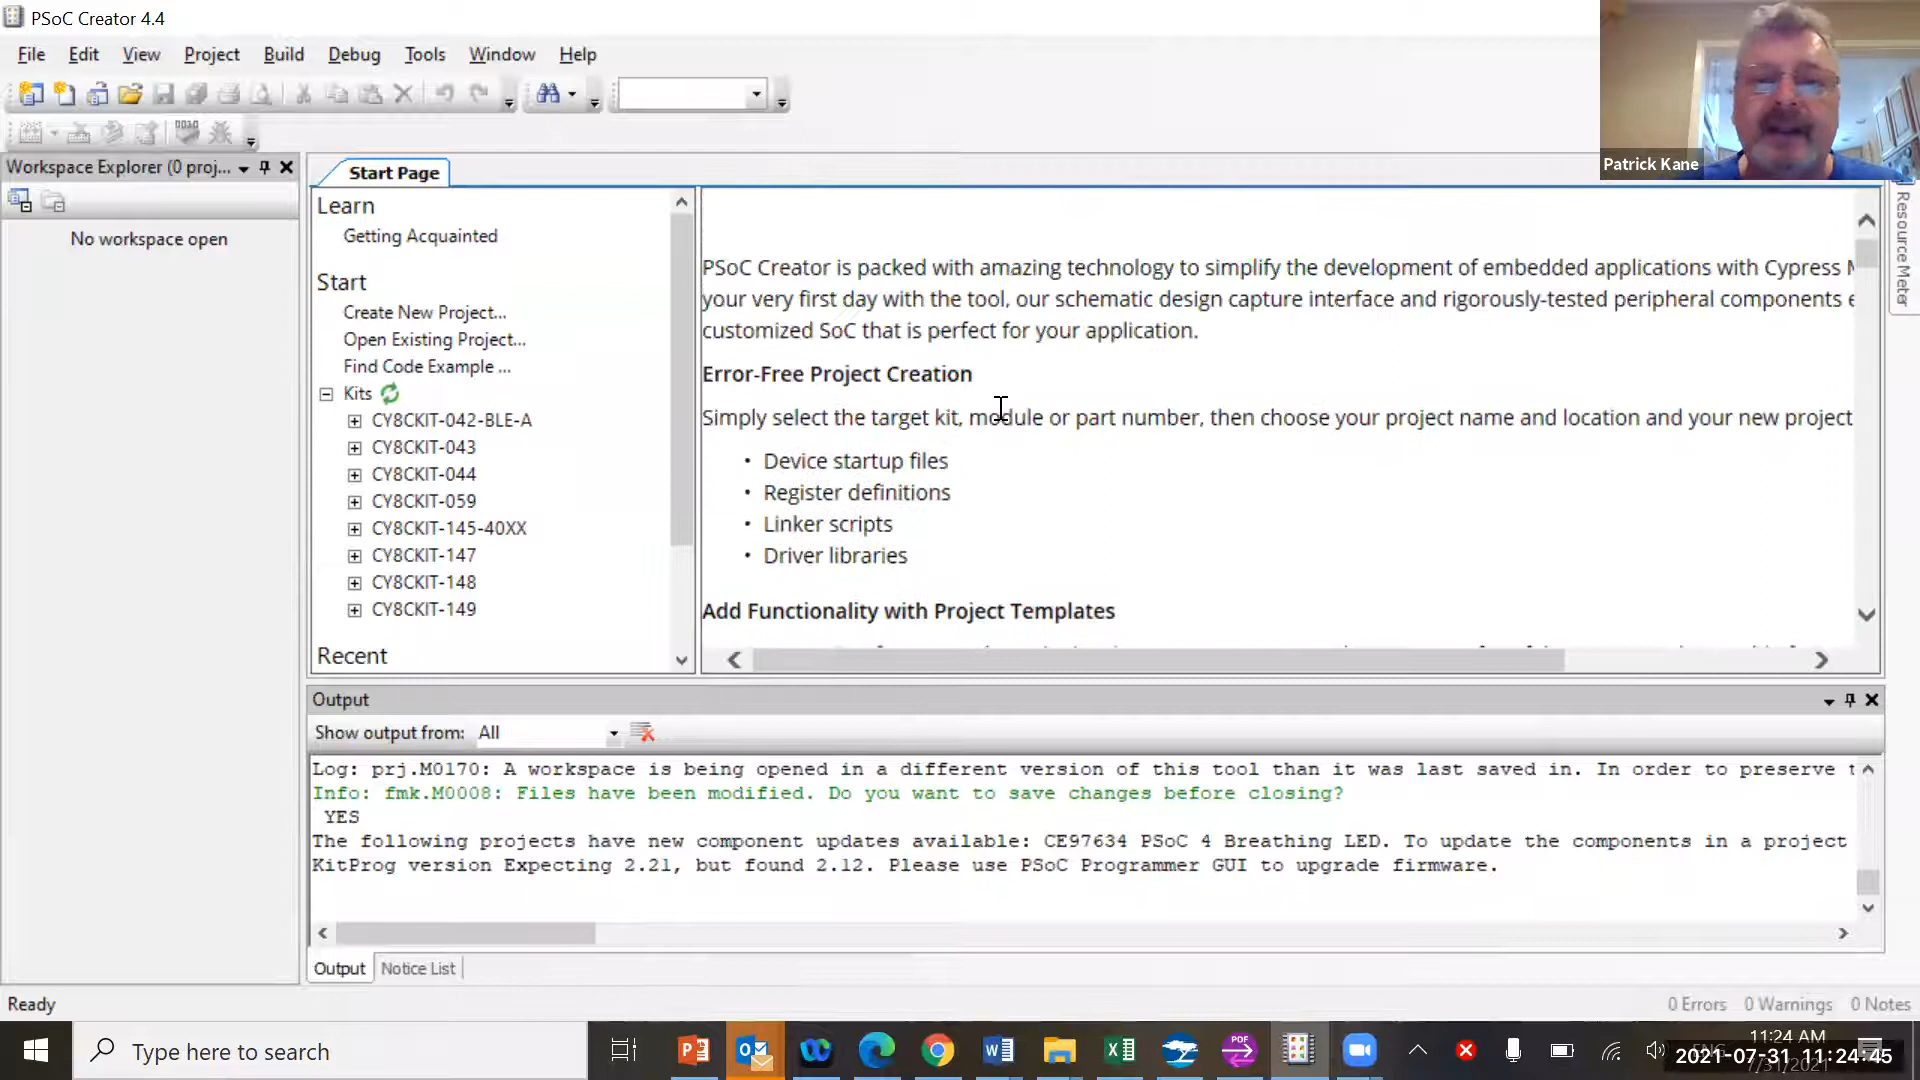 PSoC Creator 4.4
File Edit View Project Build Debug Tools Window Help
Patrick Kane
Workspace Explorer (0 proj...
No workspace open
Start Page
Learn
Getting Acquainted
Start
Create New Project...
Open Existing Project...
Find Code Example ...
Kits
CY8CKIT-042-BLE-A
CY8CKIT-043
CY8CKIT-044
CY8CKIT-059
CY8CKIT-145-40XX
CY8CKIT-147
CY8CKIT-148
CY8CKIT-149
Recent
PSoC Creator is packed with amazing technology to simplify the development of embedded applications with Cypress
your very first day with the tool, our schematic design capture interface and rigorously-tested peripheral components
customized SoC that is perfect for your application.
Error-Free Project Creation
Simply select the target kit, module or part number, then choose your project name and location and your new project
• Device startup files
• Register definitions
• Linker scripts
• Driver libraries
Add Functionality with Project Templates
Resource Meter
Output
Show output from: All
Log: prj.M0170: A workspace is being opened in a different version of this tool than it was last saved in. In order to preserve
Info: fmk.M0008: Files have been modified. Do you want to save changes before closing?
YES
The following projects have new component updates available: CE97634 PSoC 4 Breathing LED. To update the components in a project
KitProg version Expecting 2.21, but found 2.12. Please use PSoC Programmer GUI to upgrade firmware.
Output Notice List
Ready
0 Errors 0 Warnings 0 Notes
Type here to search
PDF
11:24 AM
2021-07-31 11:24:45